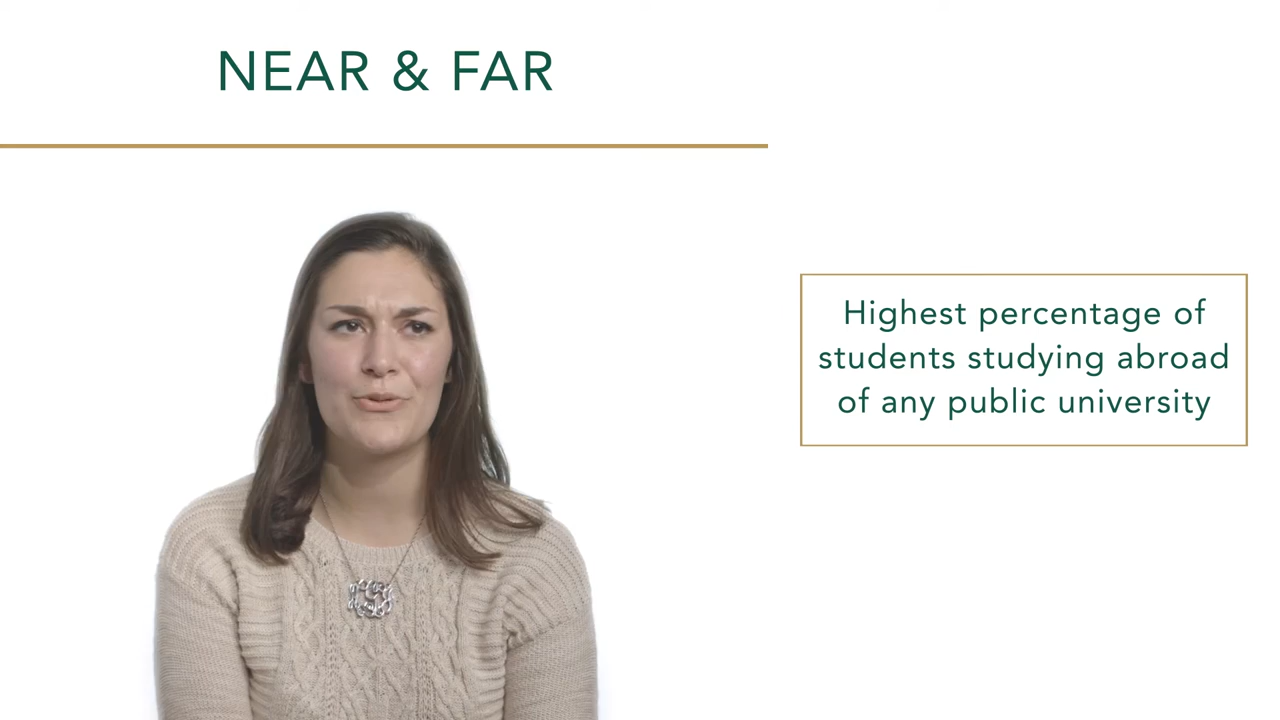 NEAR & FAR
Highest percentage of
students studying abroad
of any public university